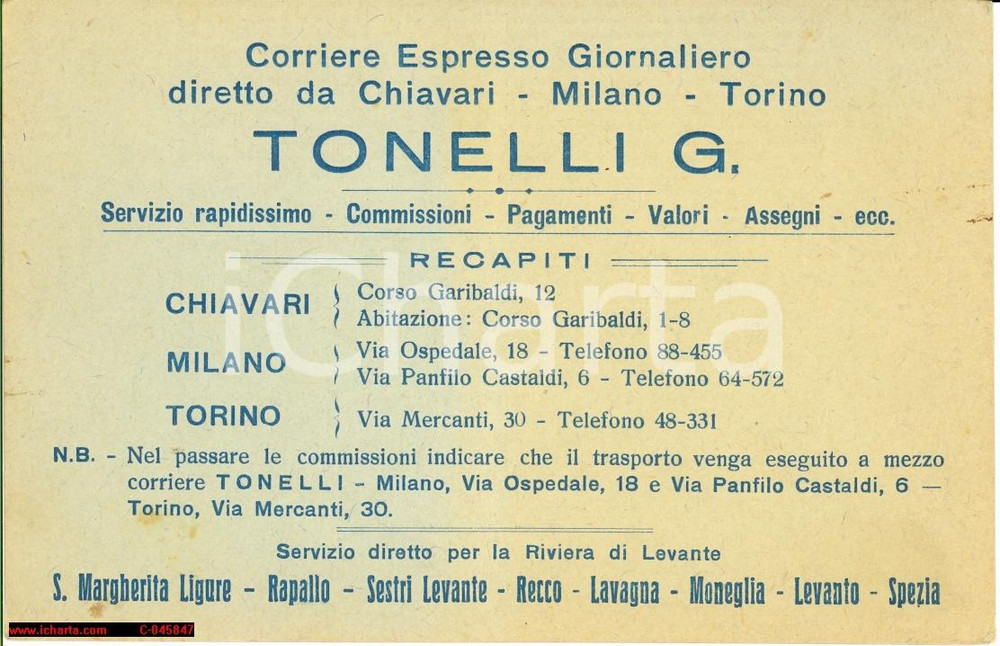 Corriere Espresso Giornaliero
diretto da Chiavari - Milano - Torino
TONELLI G.
Servizio rapidissimo - Commissioni - Pagamenti - Valori - Assegni - ecc.
RECAPITI
CHIAVARI
Corso Garibaldi, 12
Abitazione: Corso Garibaldi, 1-8
MILANO
Via Ospedale, 18 - Telefono 88-455
Via Panfilo Castaldi, 6 - Telefono 64-572
TORINO
Via Mercanti, 30 - Telefono 48-331
N.B. - Nel passare le commissioni indicare che il trasporto venga eseguito a mezzo
corriere TONELLI - Milano, Via Ospedale, 18 e Via Panfilo Castaldi, 6 —
Torino, Via Mercanti, 30.
Servizio diretto per la Riviera di Levante
S. Margherita Ligure - Rapallo - Sestri Levante - Recco - Lavagna - Moneglia - Levanto - Spezia
iCharta
www.icharta.com C-045847